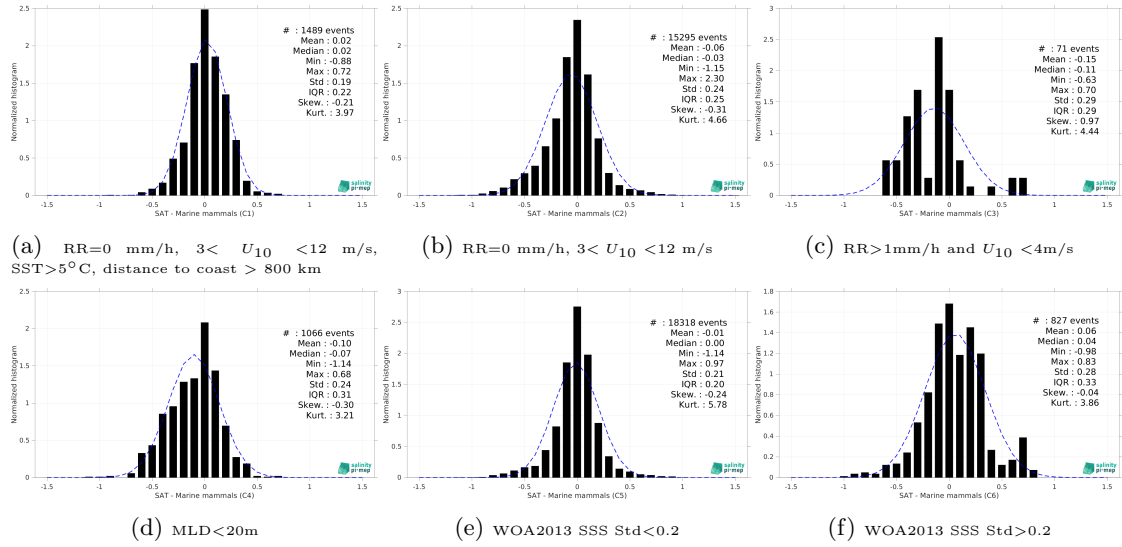 # : 1489 events
Mean : 0.02
Median : 0.02
Min : -0.88
Max : 0.72
Std : 0.19
IQR : 0.22
Skew. : -0.21
Kurt. : 3.97
Normalized histogram
2.5
2
1.5
1
0.5
0
-1.5 -1 -0.5 0 0.5 1 1.5
SAT - Marine mammals (C1)
salinity
pi-mep
(a) RR=0 mm/h, 3< U10 <12 m/s,
SST>5°C, distance to coast > 800 km
# : 15295 events
Mean : -0.06
Median : -0.03
Min : -1.15
Max : 2.30
Std : 0.24
IQR : 0.25
Skew. : -0.31
Kurt. : 4.66
Normalized histogram
2.5
2
1.5
1
0.5
0
-1.5 -1 -0.5 0 0.5 1 1.5
SAT - Marine mammals (C2)
salinity
pi-mep
(b) RR=0 mm/h, 3< U10 <12 m/s
# : 71 events
Mean : -0.15
Median : -0.11
Min : -0.63
Max : 0.70
Std : 0.29
IQR : 0.29
Skew. : 0.97
Kurt. : 4.44
Normalized histogram
3
2.5
2
1.5
1
0.5
0
-1.5 -1 -0.5 0 0.5 1 1.5
SAT - Marine mammals (C3)
salinity
pi-mep
(c) RR>1mm/h and U10 <4m/s
# : 1066 events
Mean : -0.10
Median : -0.07
Min : -1.14
Max : 0.68
Std : 0.24
IQR : 0.31
Skew. : -0.30
Kurt. : 3.21
Normalized histogram
2.5
2
1.5
1
0.5
0
-1.5 -1 -0.5 0 0.5 1 1.5
SAT - Marine mammals (C4)
salinity
pi-mep
(d) MLD<20m
# : 18318 events
Mean : -0.01
Median : 0.00
Min : -1.14
Max : 0.97
Std : 0.21
IQR : 0.20
Skew. : -0.24
Kurt. : 5.78
Normalized histogram
3
2.5
2
1.5
1
0.5
0
-1.5 -1 -0.5 0 0.5 1 1.5
SAT - Marine mammals (C5)
salinity
pi-mep
(e) WOA2013 SSS Std<0.2
# : 827 events
Mean : 0.06
Median : 0.04
Min : -0.98
Max : 0.83
Std : 0.28
IQR : 0.33
Skew. : -0.04
Kurt. : 3.86
Normalized histogram
1.8
1.6
1.4
1.2
1
0.8
0.6
0.4
0.2
0
-1.5 -1 -0.5 0 0.5 1 1.5
SAT - Marine mammals (C6)
salinity
pi-mep
(f) WOA2013 SSS Std>0.2